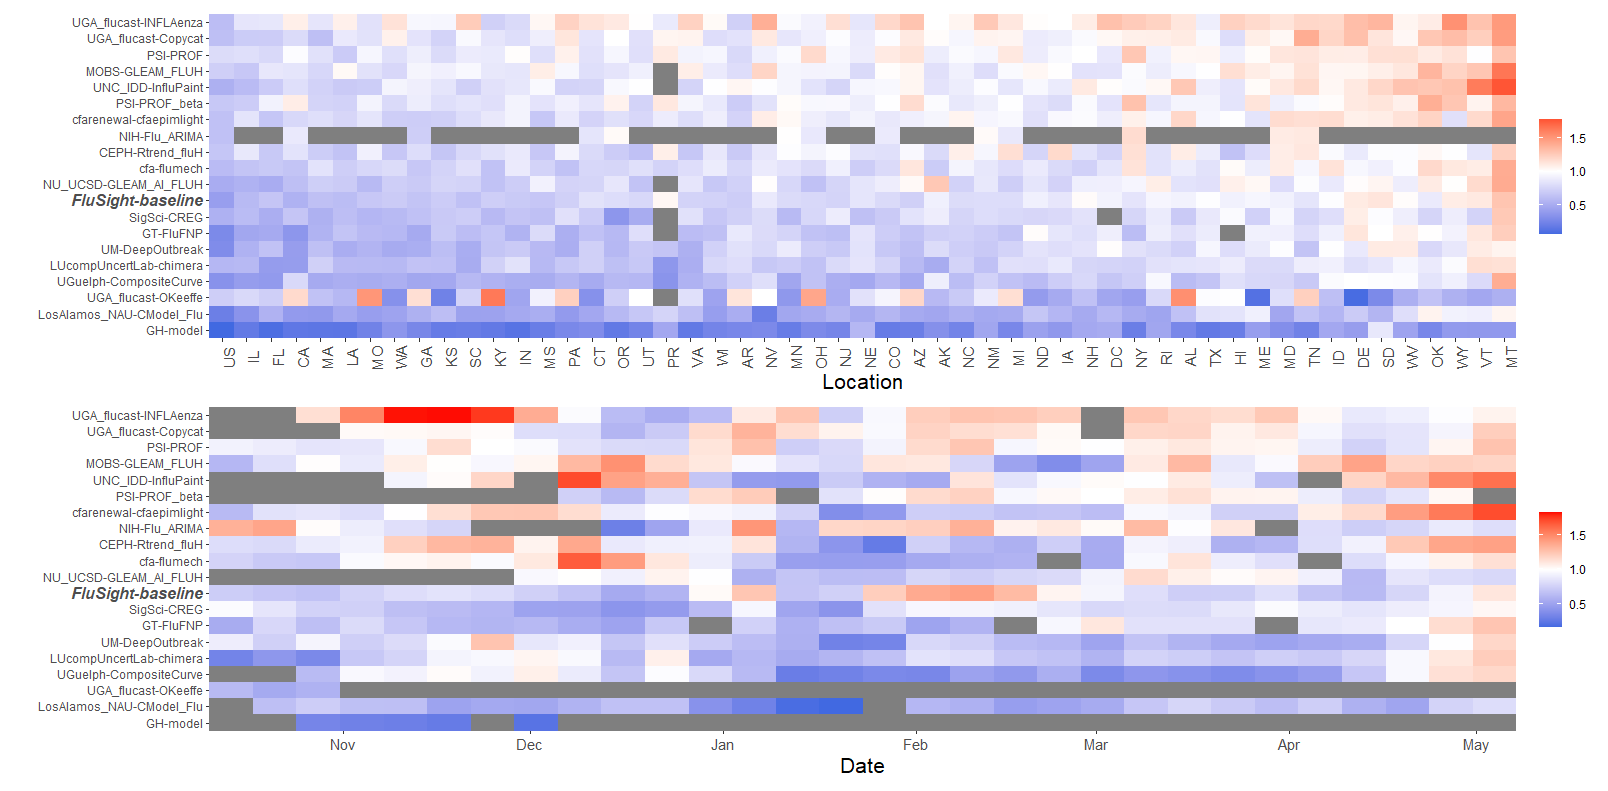 UGA_flucast-INFLAenza
UGA_flucast-Copycat
PSI-PROF
MOBS-GLEAM_FLUH
UNC_IDD-InfluPaint
PSI-PROF_beta
cfarenewal-cfaepimlight
NIH-Flu_ARIMA
CEPH-Rtrend_fluH
cfa-flumech
NU_UCSD-GLEAM_AI_FLUH
FluSight-baseline
SigSci-CREG
GT-FluFNP
UM-DeepOutbreak
LUcompUncertLab-chimera
UGuelph-CompositeCurve
UGA_flucast-OKeeffe
LosAlamos_NAU-CModel_Flu
GH-model
US IL FL CA MA LA MO WA GA KS SC KY IN MS PA CT OR UT PR VA WI AR NV MN OH NJ NE CO AZ AK NC NM MI ND IA NH DC NY RI AL TX HI ME MD TN ID DE SD WV OK WY VT MT
Location
1.5
1.0
0.5
UGA_flucast-INFLAenza
UGA_flucast-Copycat
PSI-PROF
MOBS-GLEAM_FLUH
UNC_IDD-InfluPaint
PSI-PROF_beta
cfarenewal-cfaepimlight
NIH-Flu_ARIMA
CEPH-Rtrend_fluH
cfa-flumech
NU_UCSD-GLEAM_AI_FLUH
FluSight-baseline
SigSci-CREG
GT-FluFNP
UM-DeepOutbreak
LUcompUncertLab-chimera
UGuelph-CompositeCurve
UGA_flucast-OKeeffe
LosAlamos_NAU-CModel_Flu
GH-model
Nov Dec Jan Feb Mar Apr May
Date
1.5
1.0
0.5